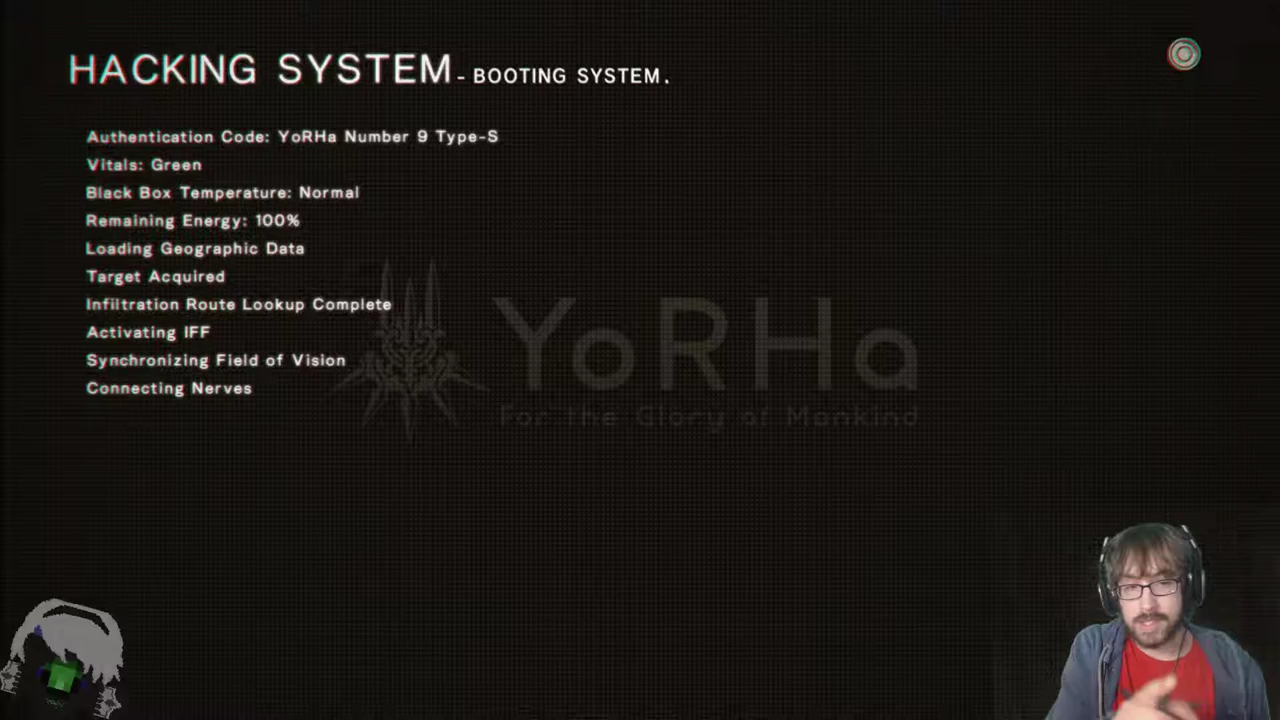 HACKING SYSTEM - BOOTING SYSTEM.
Authentication Code: YoRHa Number 9 Type-S
Vitals: Green
Black Box Temperature: Normal
Remaining Energy: 100%
Loading Geographic Data
Target Acquired
Infiltration Route Lookup Complete
Activating IFF
Synchronizing Field of Vision
Connecting Nerves
YoRHa
For the Glory of Mankind